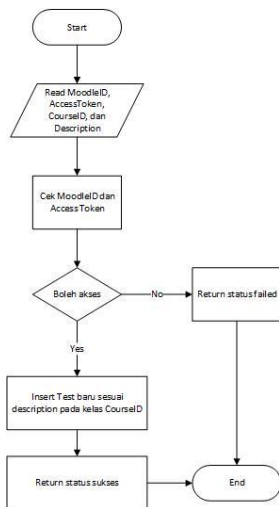 Start
Read MoodleID,
AccessToken,
CourseID, dan
Description
Cek MoodleID dan
AccessToken
Boleh akses
No
Return status failed
Yes
Insert Test baru sesuai
description pada kelas CourseID
Return status sukses
End